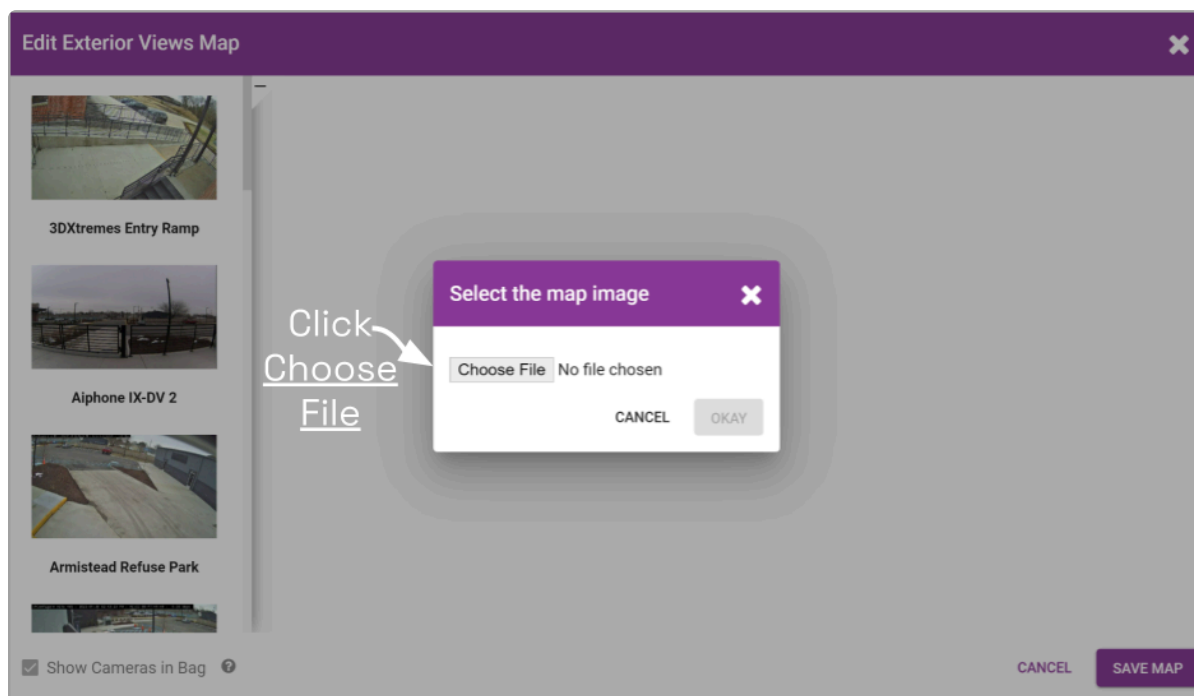 Edit Exterior Views Map
3DXtremes Entry Ramp
Aiphone IX-DV 2
Armistead Refuse Park
Show Cameras in Bag
Click
Choose
File
Select the map image
Choose File No file chosen
CANCEL OKAY
CANCEL SAVE MAP